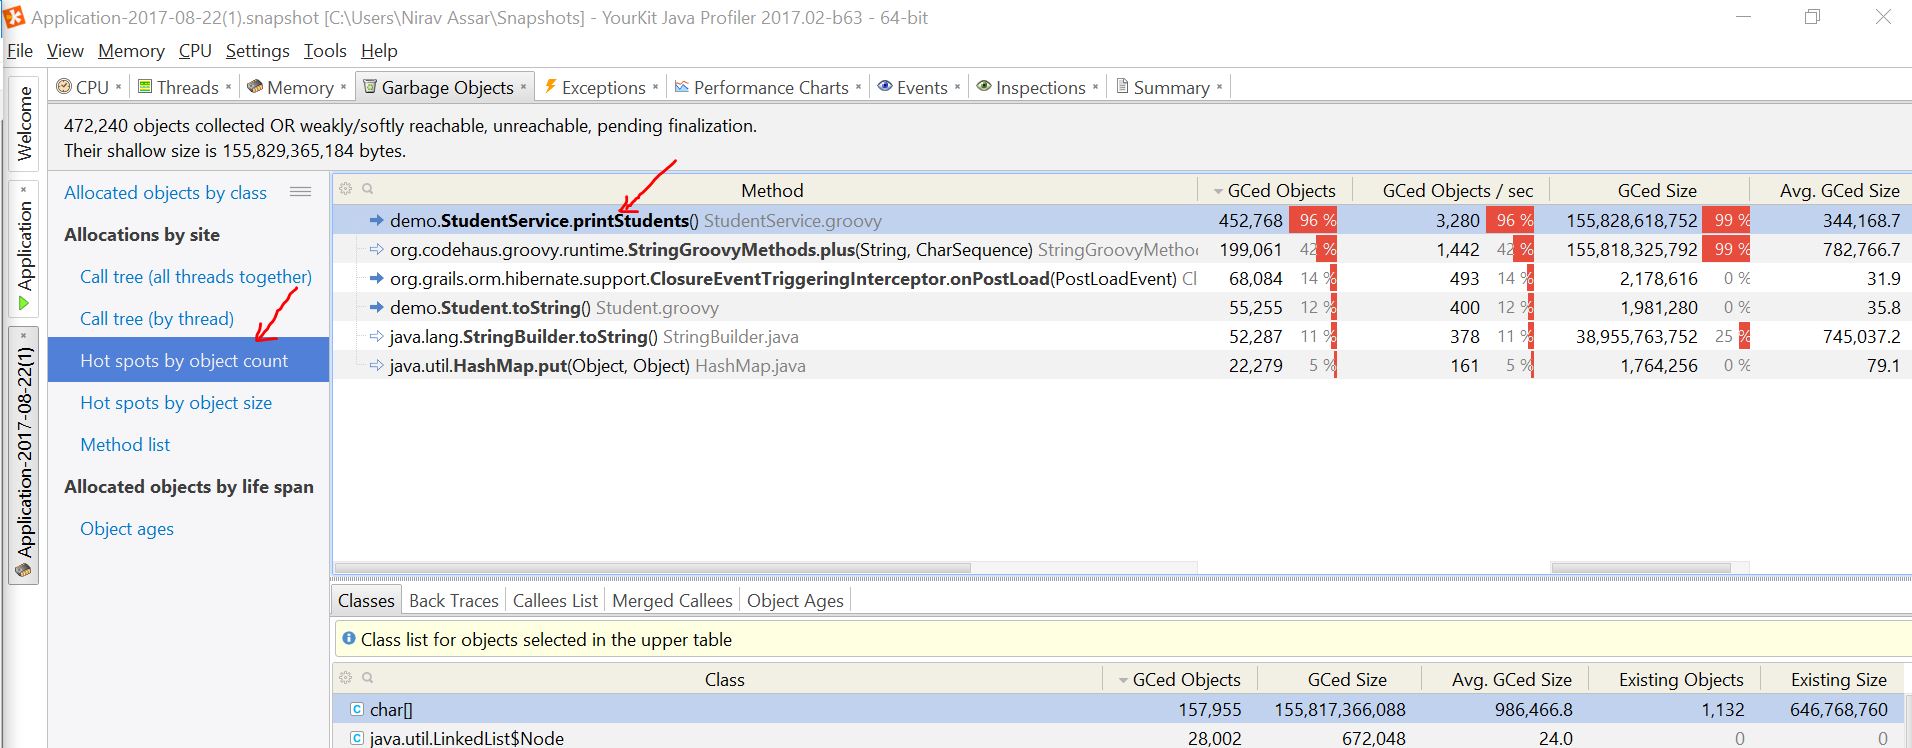 Application-2017-08-22(1).snapshot [C:\Users\Nirav Assar\Snapshots] - YourKit Java Profiler 2017.02-b63 - 64-bit
File View Memory CPU Settings Tools Help
Welcome
Application
Application-2017-08-22(1)
CPU Threads Memory Garbage Objects Exceptions Performance Charts Events Inspections Summary
472,240 objects collected OR weakly/softly reachable, unreachable, pending finalization.
Their shallow size is 155,829,365,184 bytes.
Allocated objects by class
Allocations by site
Call tree (all threads together)
Call tree (by thread)
Hot spots by object count
Hot spots by object size
Method list
Allocated objects by life span
Object ages
Method GCed Objects GCed Objects / sec GCed Size Avg. GCed Size
demo.StudentService.printStudents() StudentService.groovy 452,768 96 % 3,280 96 % 155,828,618,752 99 % 344,168.7
org.codehaus.groovy.runtime.StringGroovyMethods.plus(String, CharSequence) StringGroovyMetho 199,061 42 % 1,442 42 % 155,818,325,792 99 % 782,766.7
org.grails.orm.hibernate.support.ClosureEventTriggeringInterceptor.onPostLoad(PostLoadEvent) Cl 68,084 14 % 493 14 % 2,178,616 0 % 31.9
demo.Student.toString() Student.groovy 55,255 12 % 400 12 % 1,981,280 0 % 35.8
java.lang.StringBuilder.toString() StringBuilder.java 52,287 11 % 378 11 % 38,955,763,752 25 % 745,037.2
java.util.HashMap.put(Object, Object) HashMap.java 22,279 5 % 161 5 % 1,764,256 0 % 79.1
Classes Back Traces Callees List Merged Callees Object Ages
Class list for objects selected in the upper table
Class GCed Objects GCed Size Avg. GCed Size Existing Objects Existing Size
char[] 157,955 155,817,366,088 986,466.8 1,132 646,768,760
java.util.LinkedList$Node 28,002 672,048 24.0 0 0